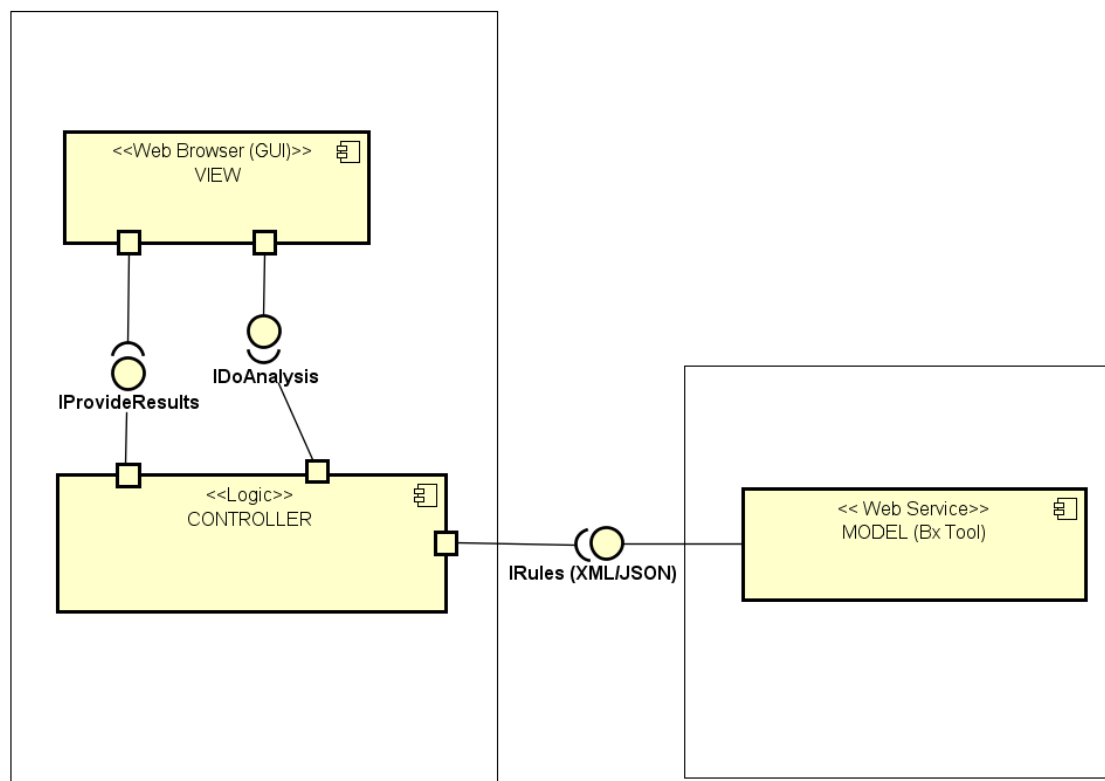 <<Web Browser (GUI)>>
VIEW
IDoAnalysis
IProvideResults
<<Logic>>
CONTROLLER
IRules (XML/JSON)
<< Web Service>>
MODEL (Bx Tool)